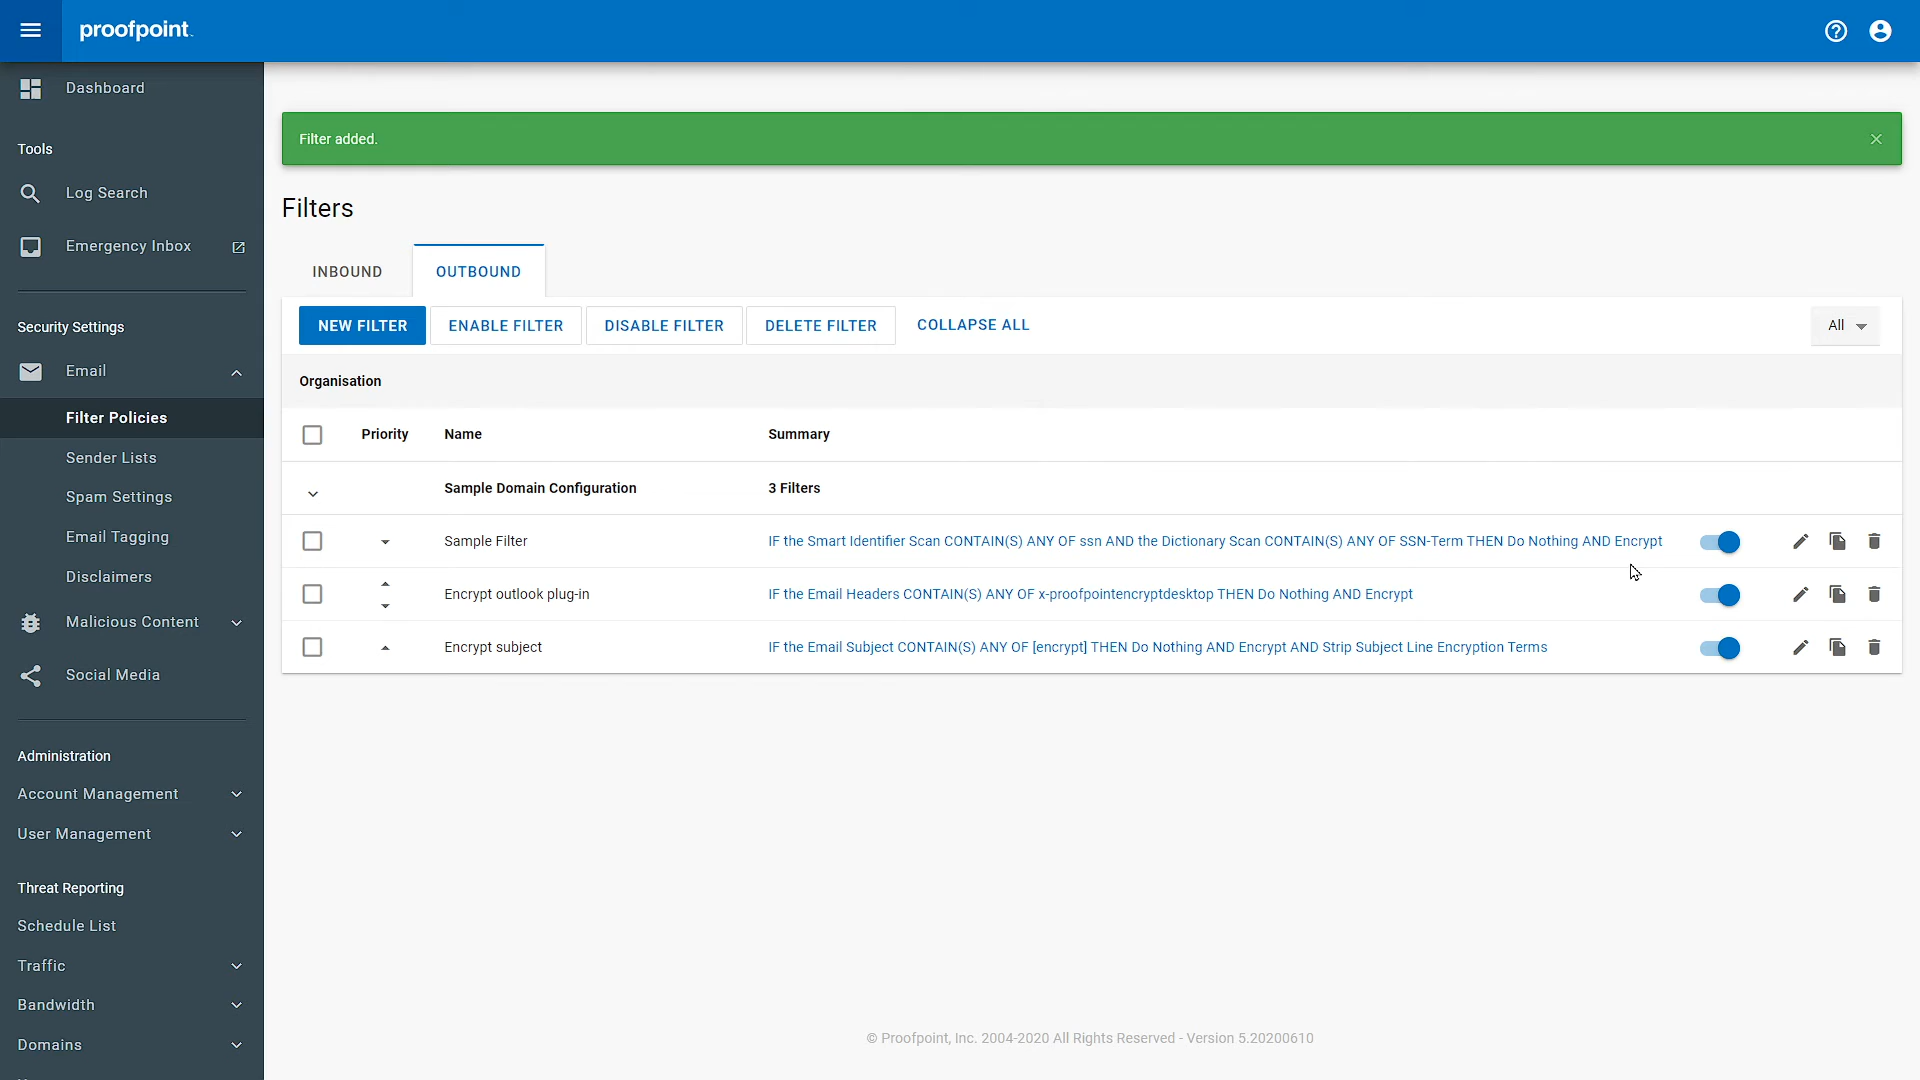 proofpoint.
Dashboard
Tools
Log Search
Emergency Inbox
Security Settings
Email
Filter Policies
Sender Lists
Spam Settings
Email Tagging
Disclaimers
Malicious Content
Social Media
Administration
Account Management
User Management
Threat Reporting
Schedule List
Traffic
Bandwidth
Domains
Filter added.
Filters
INBOUND OUTBOUND
NEW FILTER ENABLE FILTER DISABLE FILTER DELETE FILTER COLLAPSE ALL All
Organisation
Priority Name Summary
Sample Domain Configuration 3 Filters
Sample Filter IF the Smart Identifier Scan CONTAIN(S) ANY OF ssn AND the Dictionary Scan CONTAIN(S) ANY OF SSN-Term THEN Do Nothing AND Encrypt
Encrypt outlook plug-in IF the Email Headers CONTAIN(S) ANY OF x-proofpointencryptdesktop THEN Do Nothing AND Encrypt
Encrypt subject IF the Email Subject CONTAIN(S) ANY OF [encrypt] THEN Do Nothing AND Encrypt AND Strip Subject Line Encryption Terms
© Proofpoint, Inc. 2004-2020 All Rights Reserved - Version 5.20200610